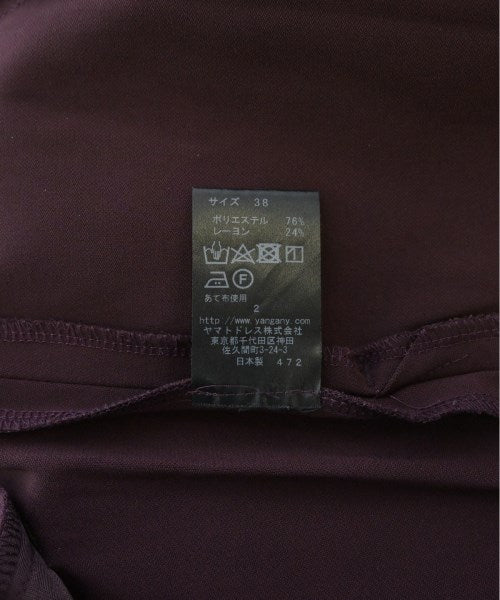 サイズ 38
ポリエステル 76%
レーヨン 24%
F
あて布使用
2
http://www.yangany.com
ヤマトドレス株式会社
東京都千代田区神田
佐久間町3-24-3
日本製 472